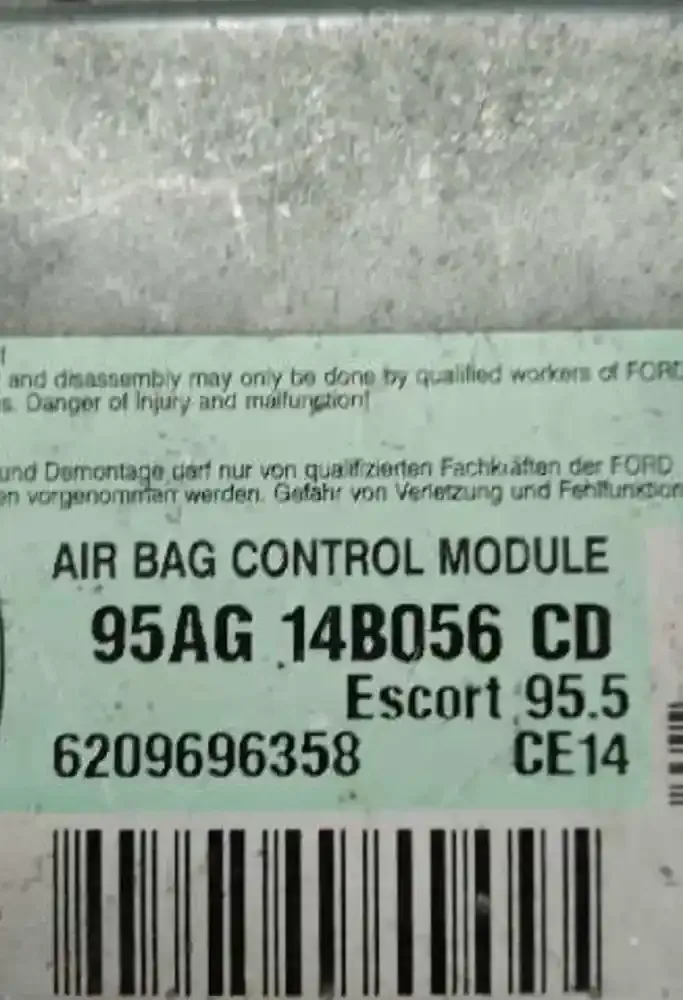 and disassembly may only be done by qualified workers of FORD
s. Danger of Injury and malfunction!
und Demontage darf nur von qualifizierten Fachkräften der FORD
en vorgenommen werden. Gefahr von Verletzung und Fehlfunktion
AIR BAG CONTROL MODULE
95AG 14B056 CD
Escort 95.5
6209696358 CE14